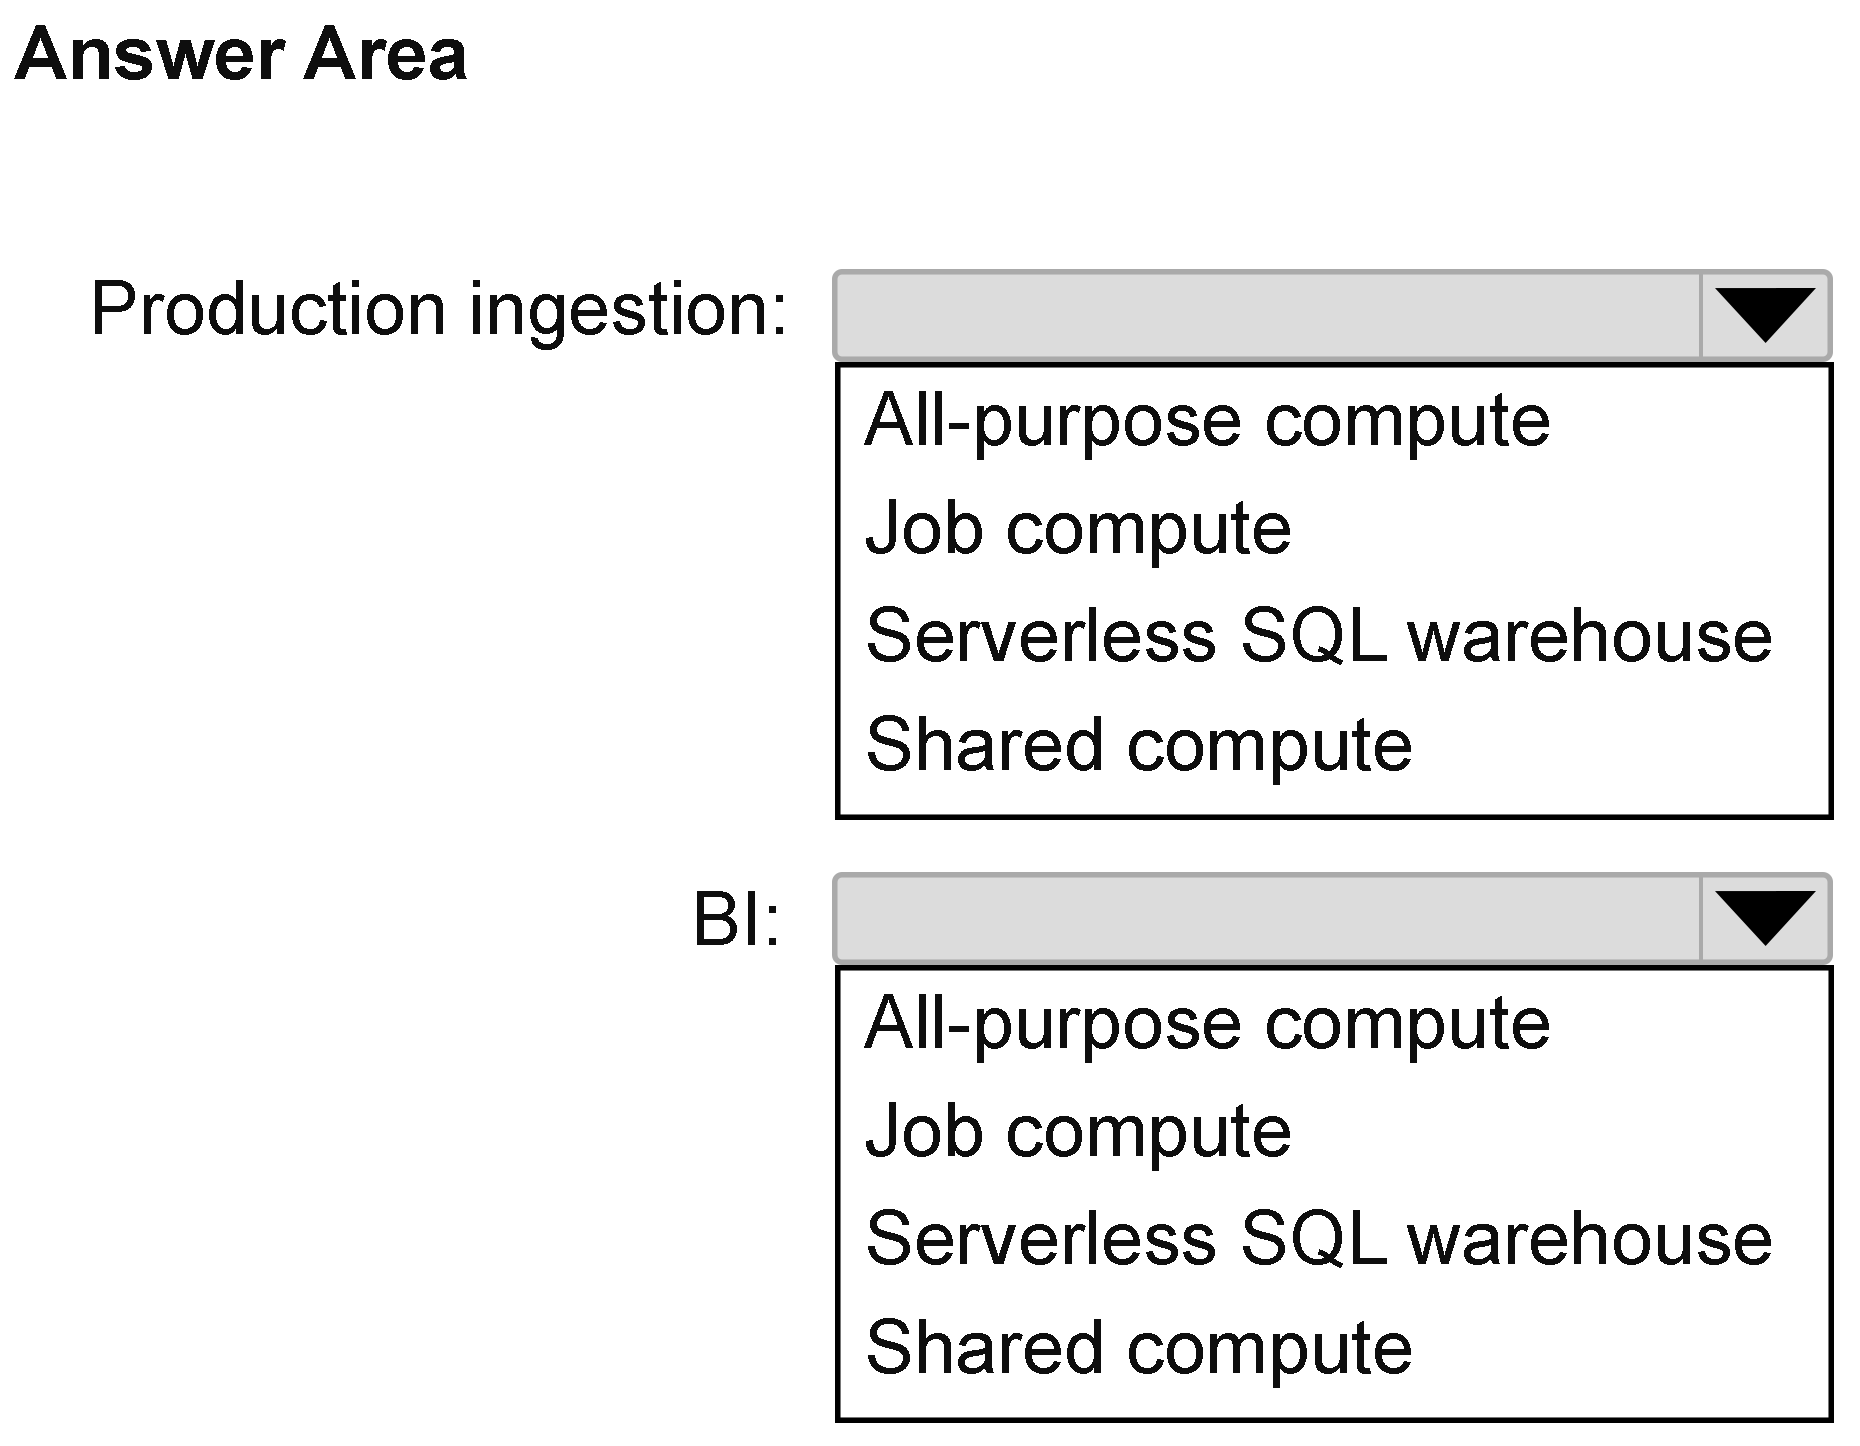 Answer Area
Production ingestion:
All-purpose compute
Job compute
Serverless SQL warehouse
Shared compute
BI:
All-purpose compute
Job compute
Serverless SQL warehouse
Shared compute